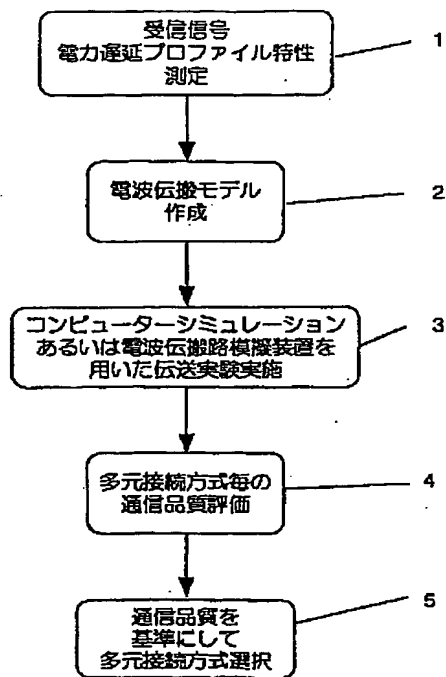 受信信号
電力遅延プロファイル特性
測定
1
電波伝搬モデル
作成
2
コンピューターシミュレーション
あるいは電波伝搬路模擬装置を
用いた伝送実験実施
3
多元接続方式毎の
通信品質評価
4
通信品質を
基準にして
多元接続方式選択
5